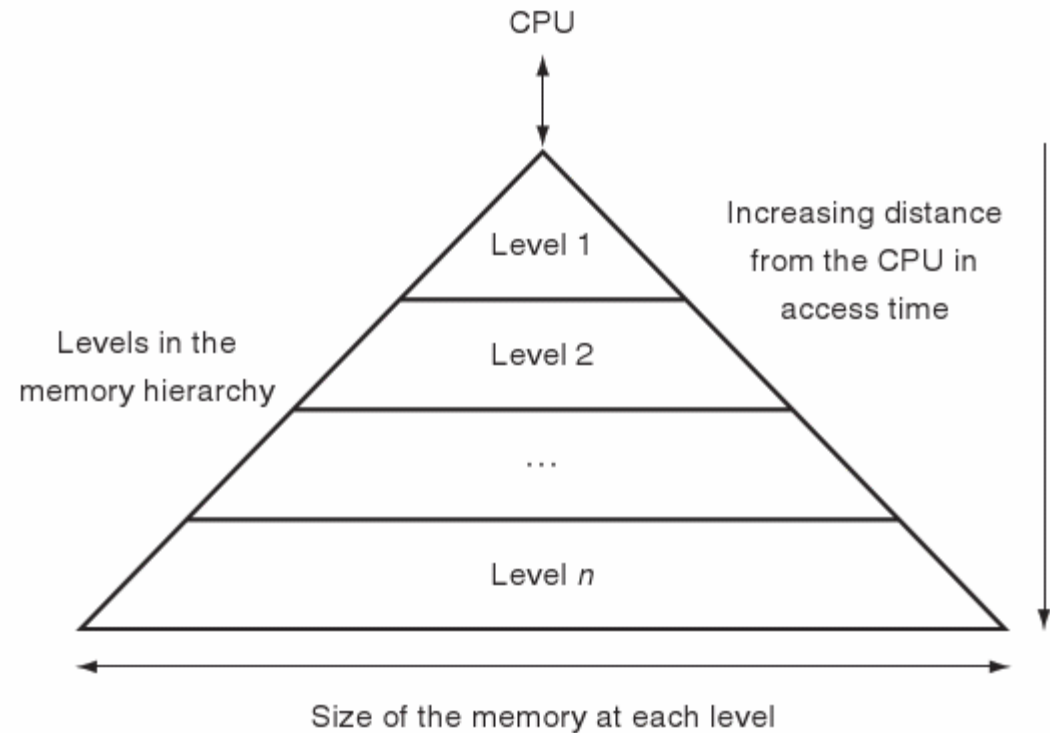 CPU
Level 1
Increasing distance
from the CPU in
access time
Levels in the
memory hierarchy
Level 2
...
Level n
Size of the memory at each level